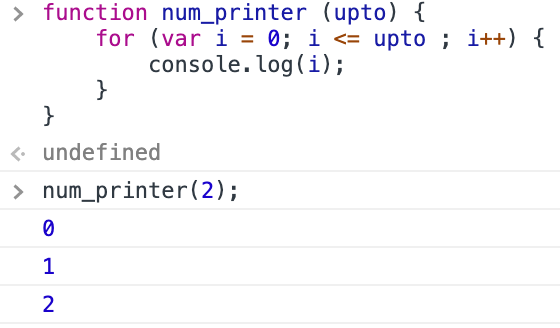 > function num_printer (upto) {
    for (var i = 0; i <= upto ; i++) {
        console.log(i);
    }
}
<· undefined
> num_printer(2);
0
1
2